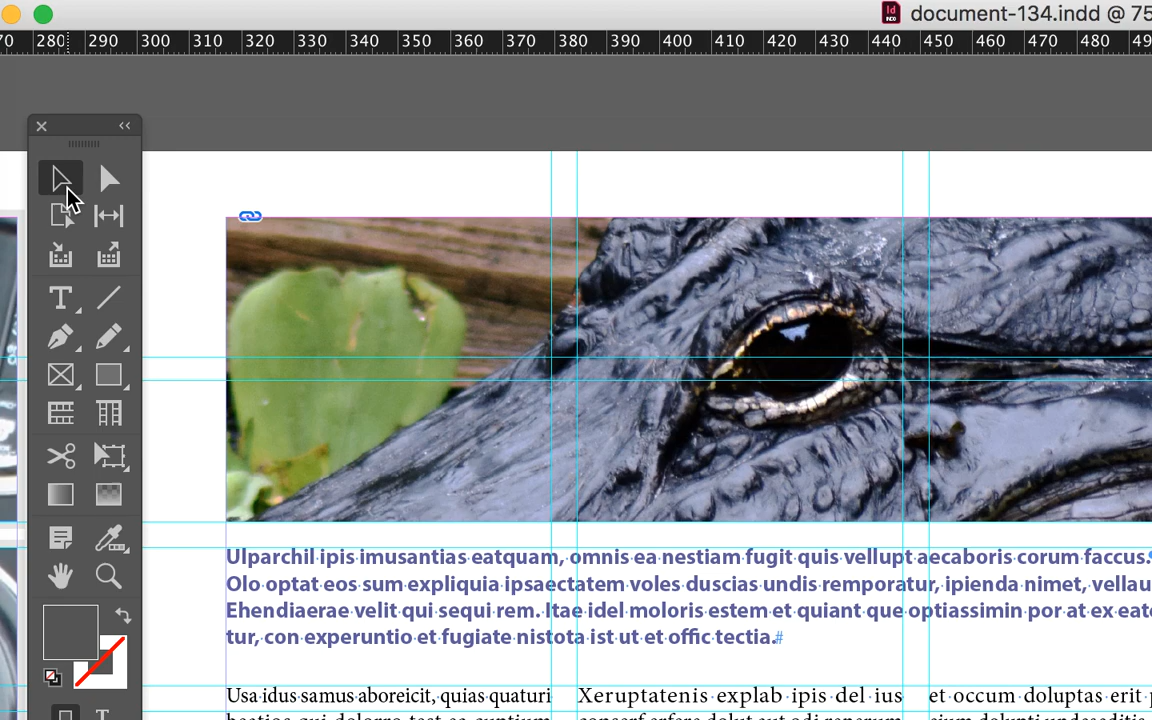 Id
INDD
document-134.indd @ 75
70 280 290 300 310 320 330 340 350 360 370 380 390 400 410 420 430 440 450 460 470 480 49
Ulparchil ipis imusantias eatquam, omnis ea nestiam fugit quis vellupt aecaboris corum faccus.
Olo optat eos sum expliquia ipsaectatem voles duscias undis remporatur, ipienda nimet, vellau
Ehendiaerae velit qui sequi rem. Itae idel moloris estem et quiant que optiassimin por at ex eate
tur, con experuntio et fugiate nistota ist ut et offic tectia.#
Usa idus samus aboreicit, quias quaturi
Xeruptatenis explab ipis del ius
et occum doluptas erit p